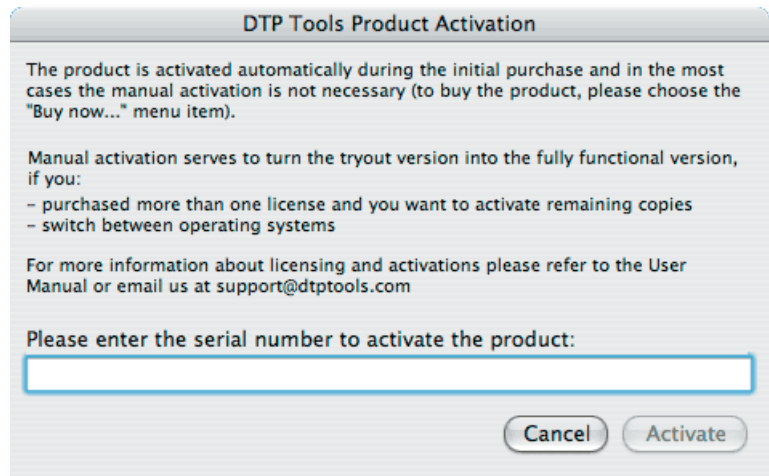 DTP Tools Product Activation
The product is activated automatically during the initial purchase and in the most
cases the manual activation is not necessary (to buy the product, please choose the
"Buy now..." menu item).
Manual activation serves to turn the tryout version into the fully functional version,
if you:
– purchased more than one license and you want to activate remaining copies
– switch between operating systems
For more information about licensing and activations please refer to the User
Manual or email us at support@dtptools.com
Please enter the serial number to activate the product:
Cancel Activate